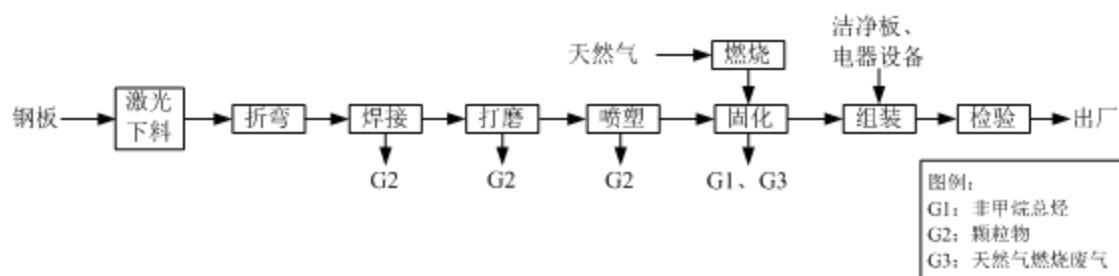 天然气
燃烧
洁净板、
电器设备
钢板
激光
下料
折弯
焊接
打磨
喷塑
固化
组装
检验
出厂
G2
G2
G2
G1、G3
图例：
G1：非甲烷总烃
G2：颗粒物
G3：天然气燃烧废气